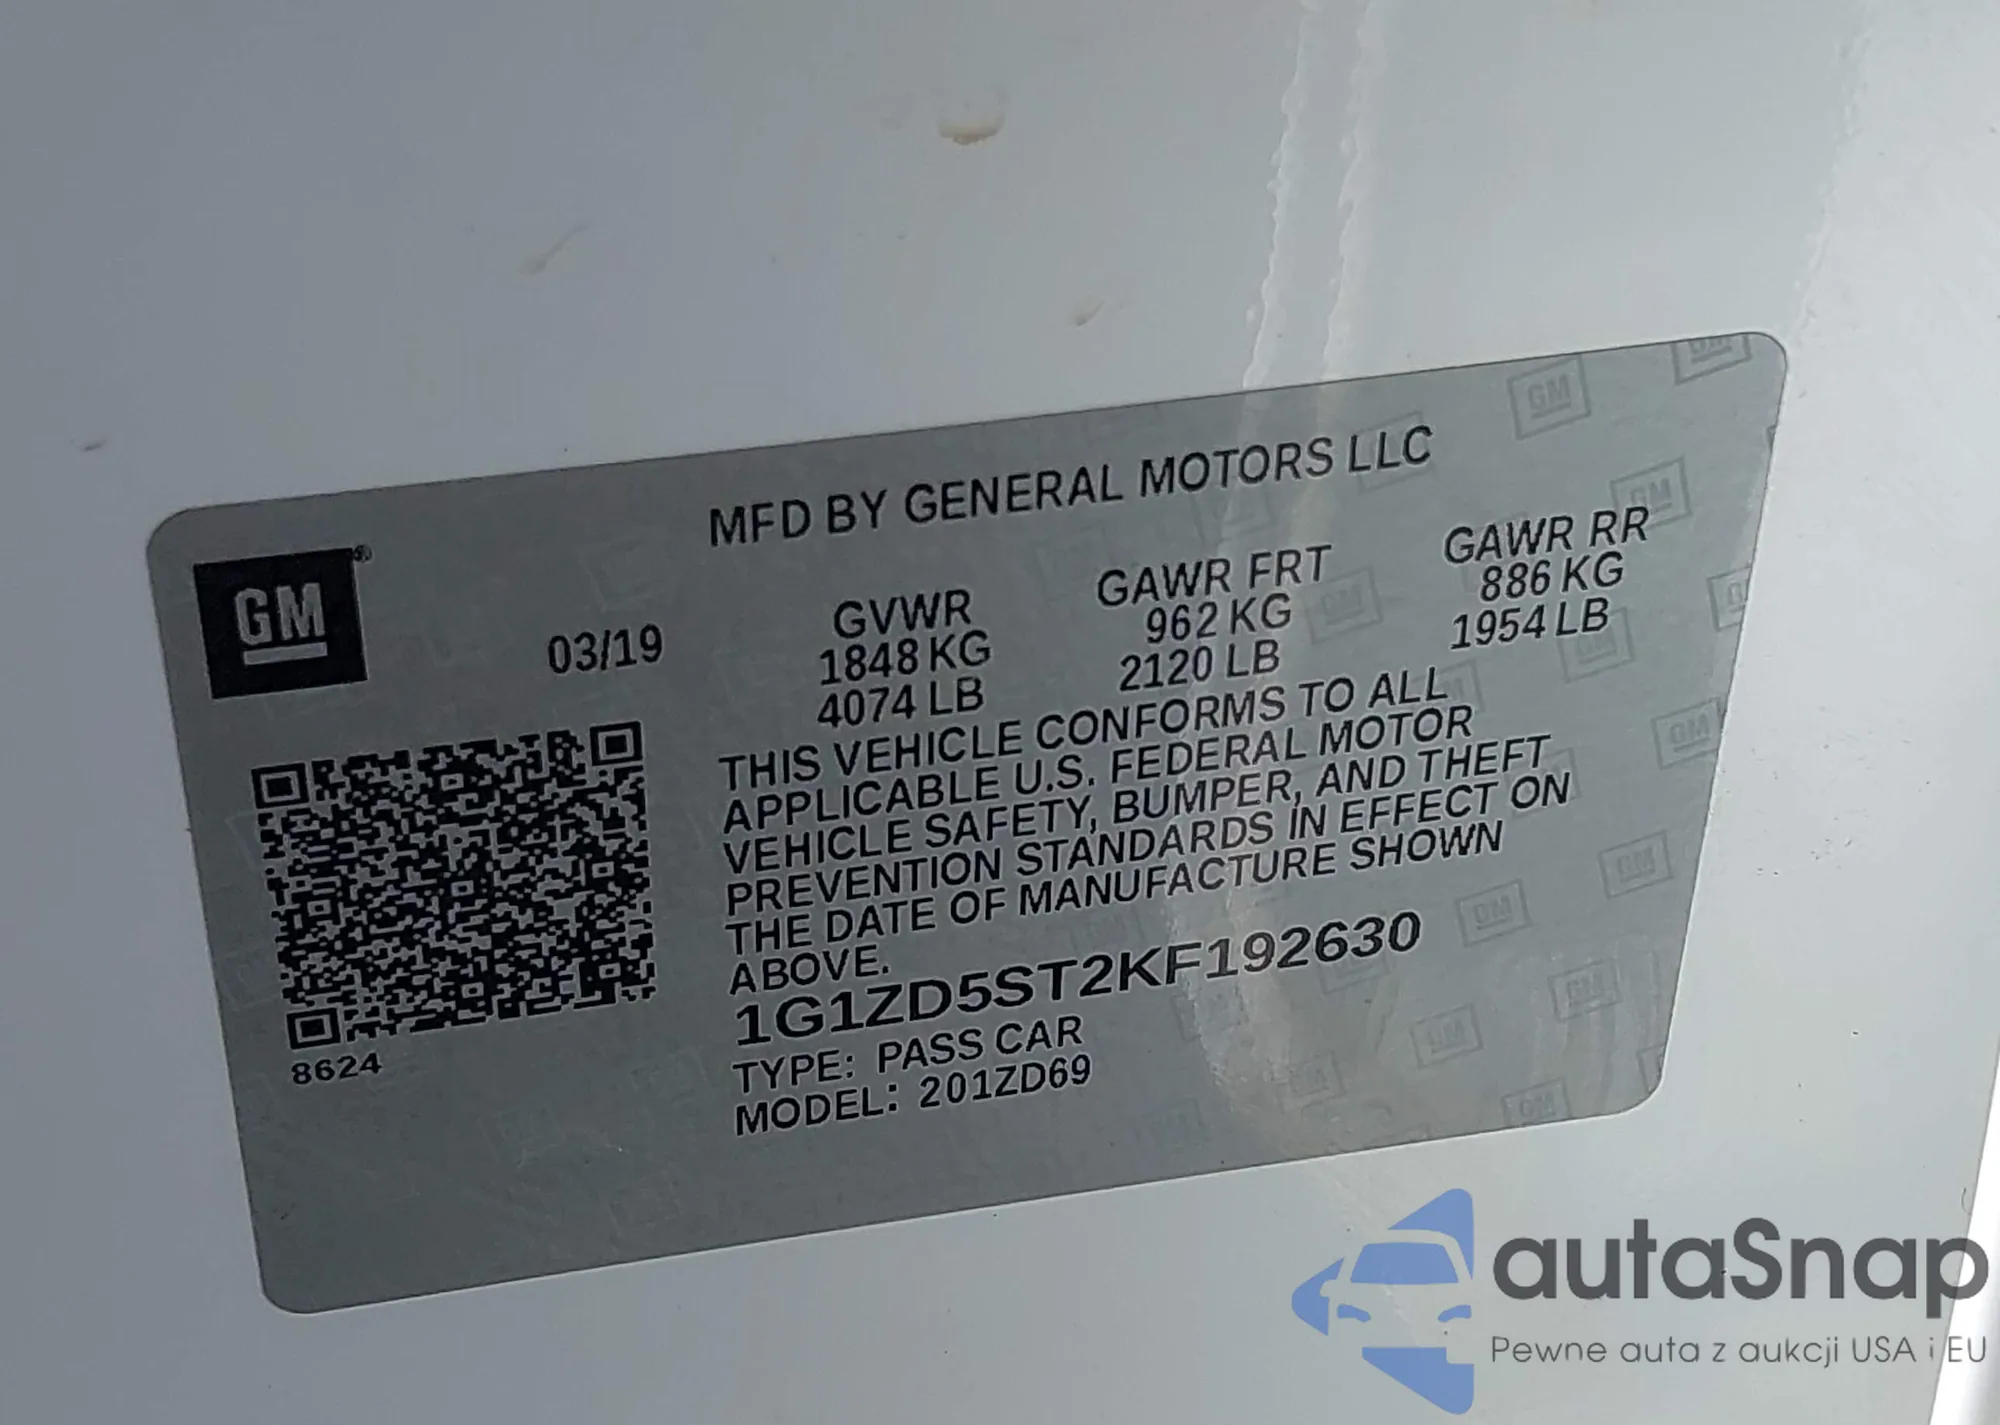 MFD BY GENERAL MOTORS LLC
GM®
03/19
GVWR
1848 KG
4074 LB
GAWR FRT
962 KG
2120 LB
GAWR RR
886 KG
1954 LB
THIS VEHICLE CONFORMS TO ALL
APPLICABLE U.S. FEDERAL MOTOR
VEHICLE SAFETY, BUMPER, AND THEFT
PREVENTION STANDARDS IN EFFECT ON
THE DATE OF MANUFACTURE SHOWN
ABOVE.
1G1ZD5ST2KF192630
TYPE: PASS CAR
MODEL: 201ZD69
8624
autaSnap
Pewne auta z aukcji USA i EU